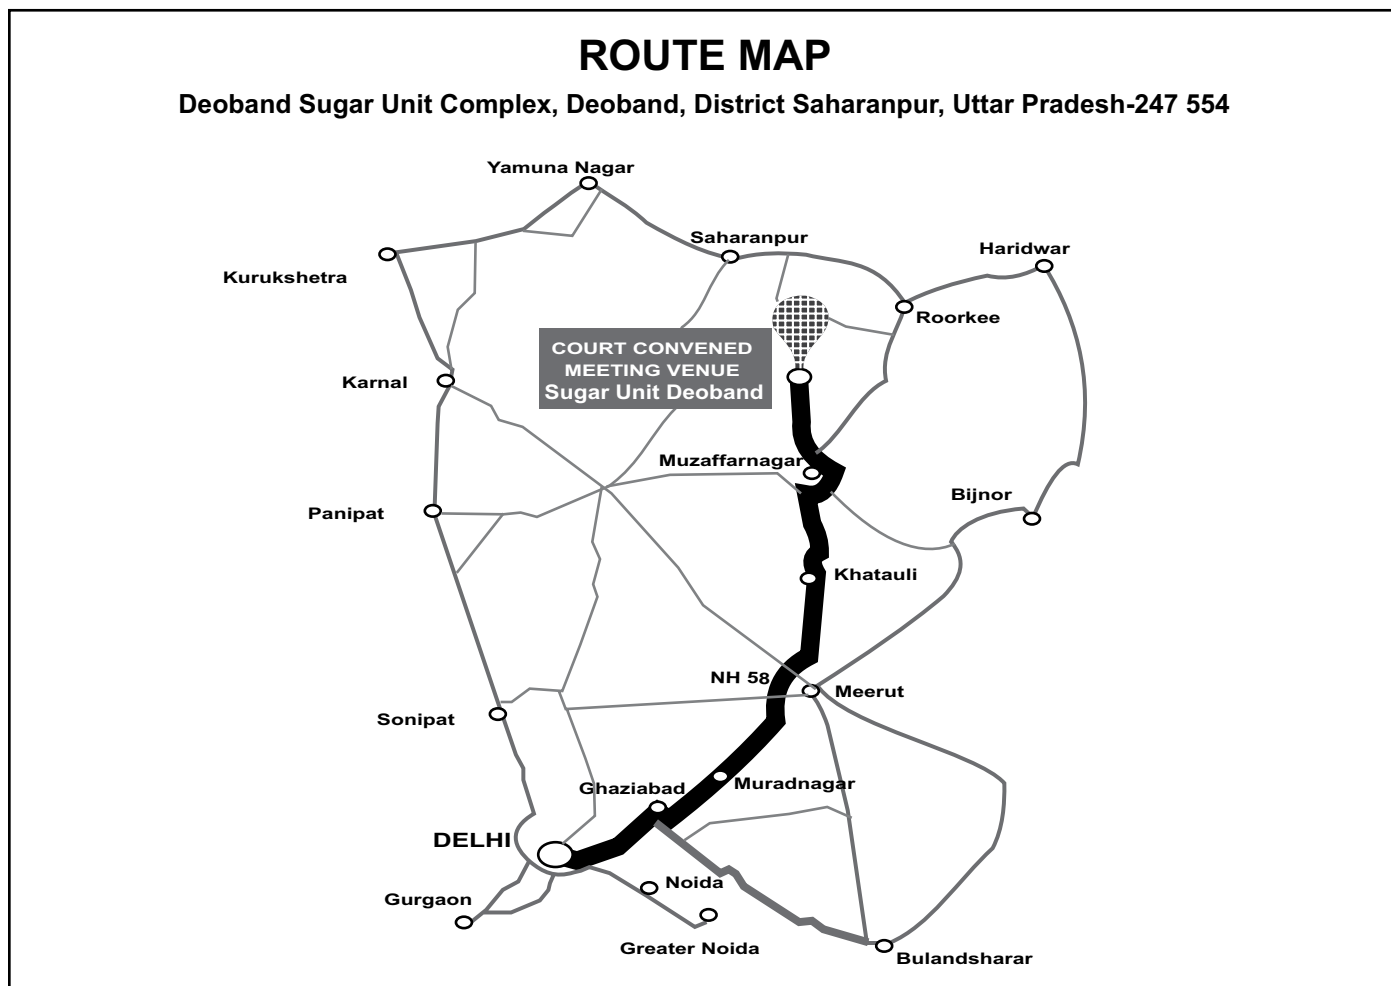 ROUTE MAP
Deoband Sugar Unit Complex, Deoband, District Saharanpur, Uttar Pradesh-247 554
Yamuna Nagar
Saharanpur
Haridwar
Kurukshetra
Roorkee
COURT CONVENED
MEETING VENUE
Sugar Unit Deoband
Karnal
Muzaffarnagar
Bijnor
Panipat
Khatauli
NH 58
Meerut
Sonipat
Ghaziabad
Muradnagar
DELHI
Noida
Gurgaon
Greater Noida
Bulandsharar